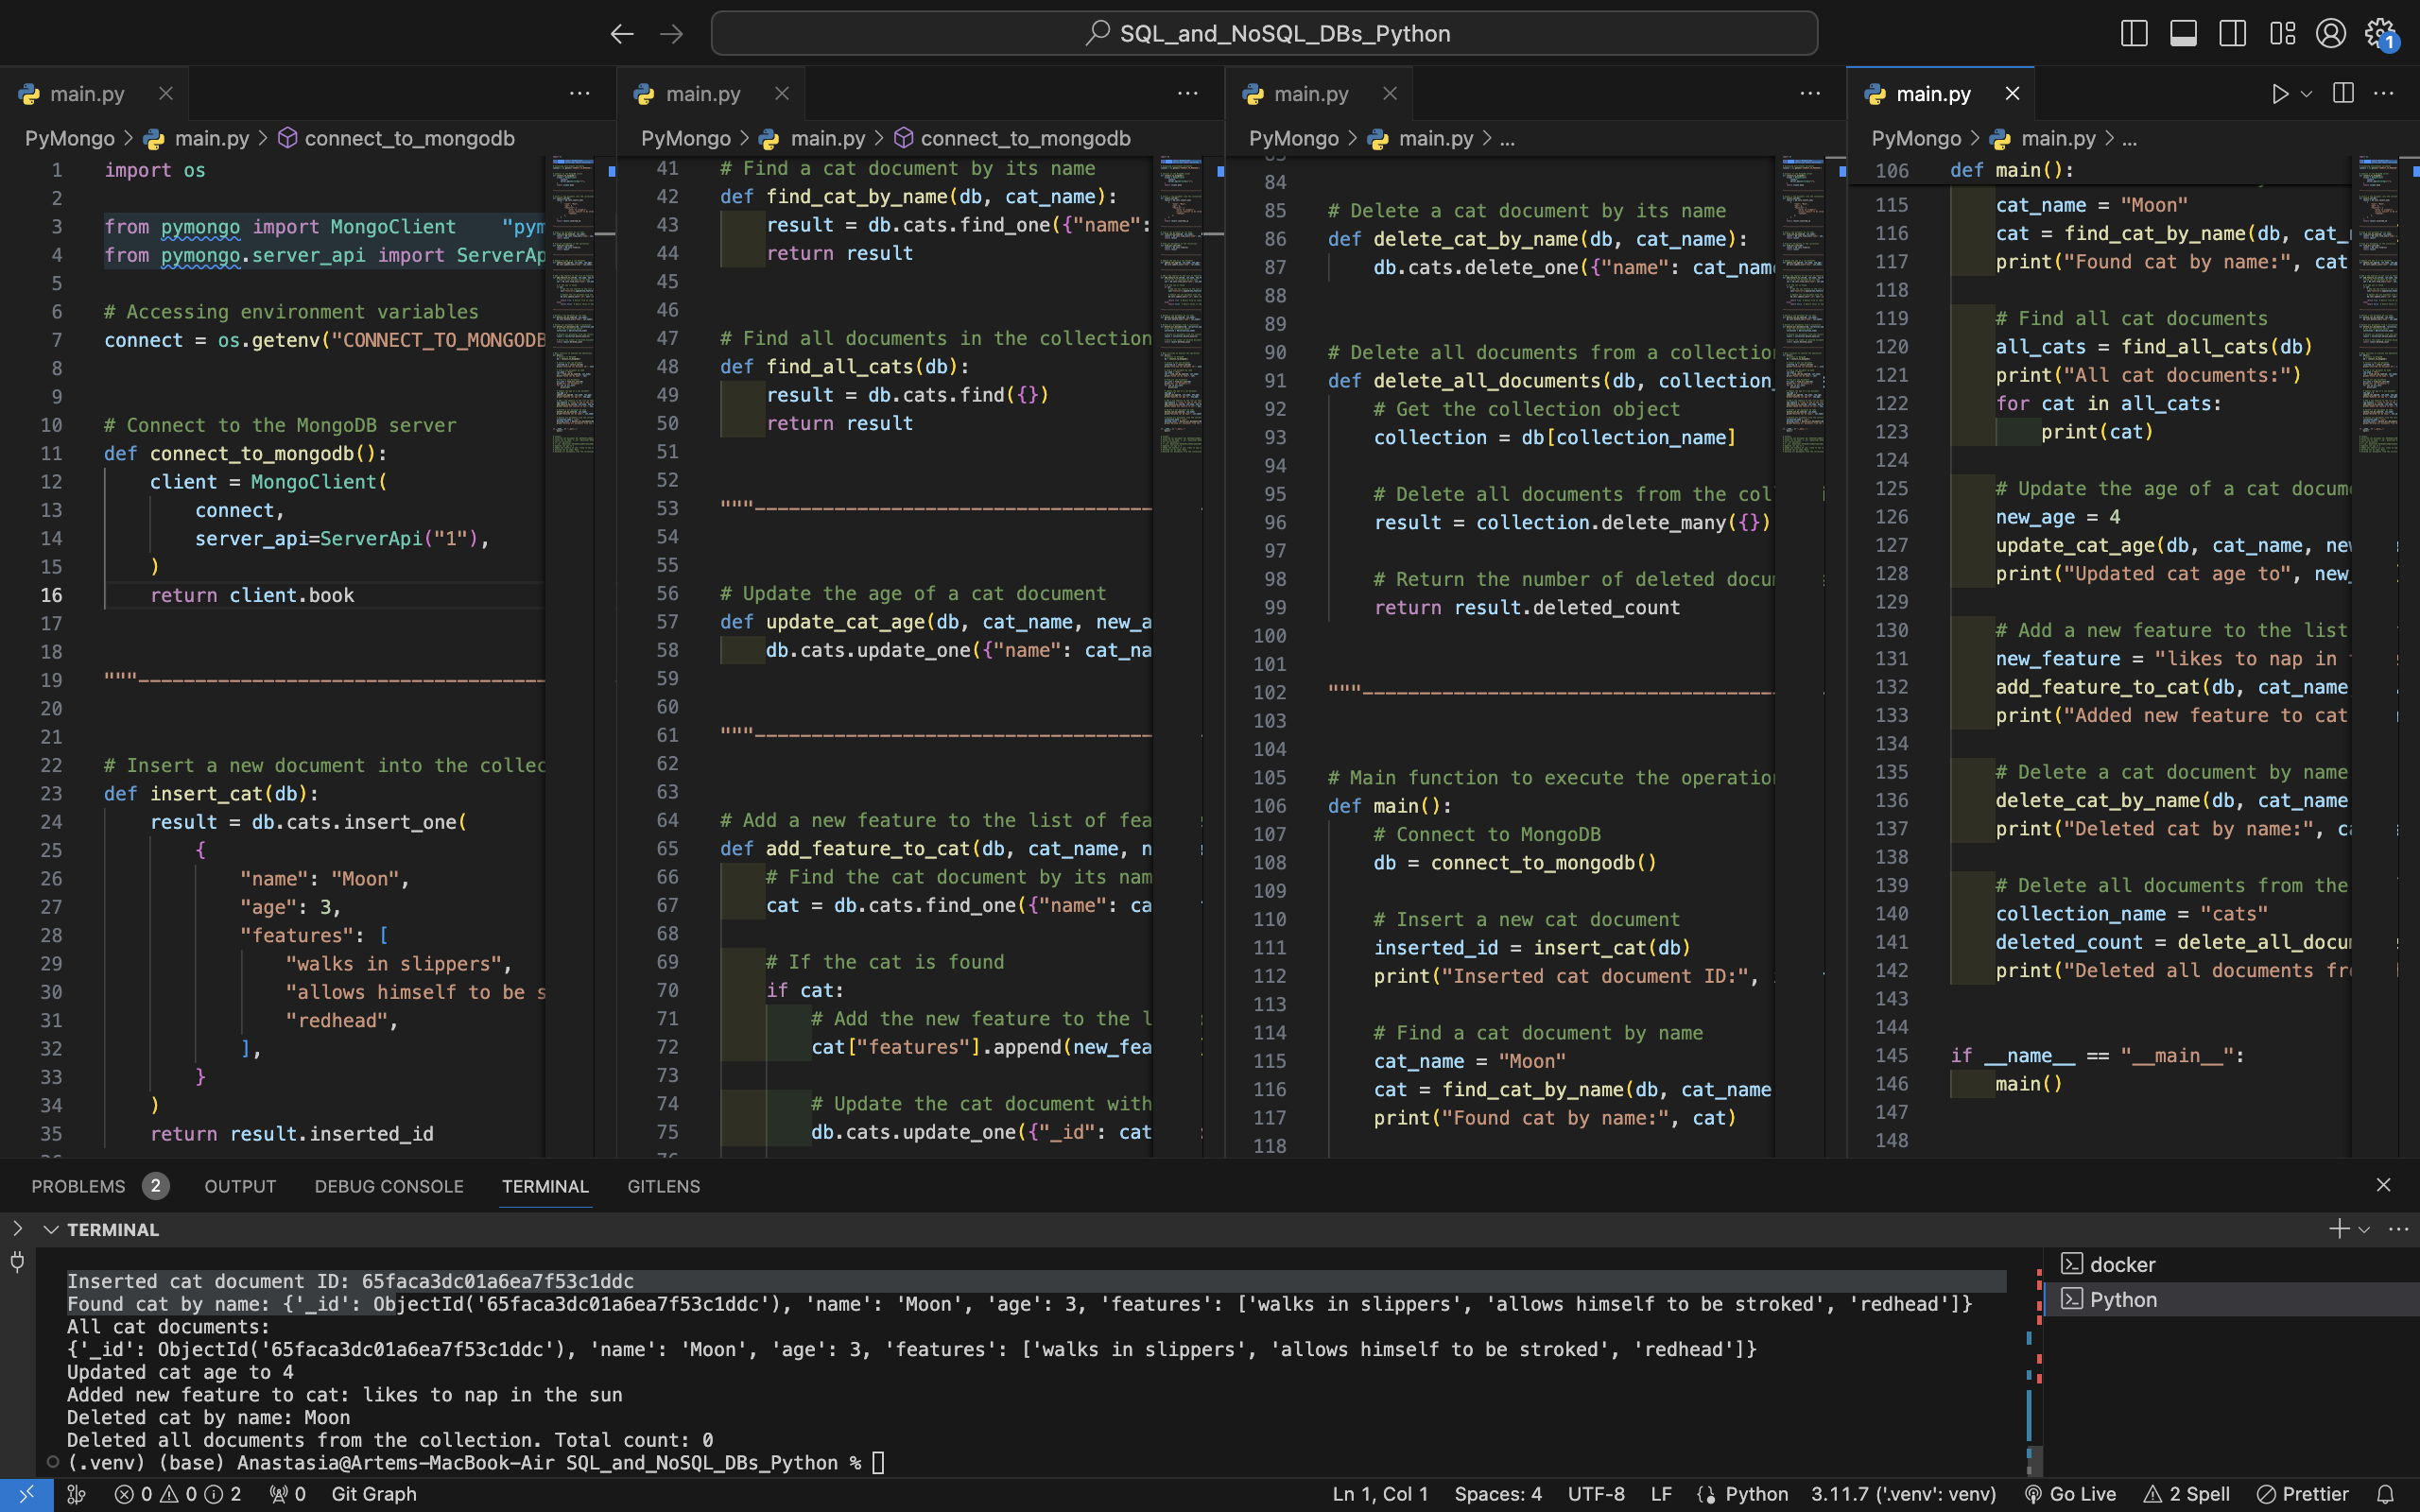 SQL_and_NoSQL_DBs_Python
1
main.py
PyMongo > main.py > connect_to_mongodb
1 import os
2
3 from pymongo import MongoClient "pym
4 from pymongo.server_api import ServerAp
5
6 # Accessing environment variables
7 connect = os.getenv("CONNECT_TO_MONGODB
8
9
10 # Connect to the MongoDB server
11 def connect_to_mongodb():
12 client = MongoClient(
13 connect,
14 server_api=ServerApi("1"),
15 )
16 return client.book
17
18
19 """-----------------------------------
20
21
22 # Insert a new document into the collec
23 def insert_cat(db):
24 result = db.cats.insert_one(
25 {
26 "name": "Moon",
27 "age": 3,
28 "features": [
29 "walks in slippers",
30 "allows himself to be s
31 "redhead",
32 ],
33 }
34 )
35 return result.inserted_id
main.py
PyMongo > main.py > connect_to_mongodb
41 # Find a cat document by its name
42 def find_cat_by_name(db, cat_name):
43 result = db.cats.find_one({"name":
44 return result
45
46
47 # Find all documents in the collection
48 def find_all_cats(db):
49 result = db.cats.find({})
50 return result
51
52
53 """-----------------------------------
54
55
56 # Update the age of a cat document
57 def update_cat_age(db, cat_name, new_a
58 db.cats.update_one({"name": cat_na
59
60
61 """-----------------------------------
62
63
64 # Add a new feature to the list of fea
65 def add_feature_to_cat(db, cat_name, n
66 # Find the cat document by its nam
67 cat = db.cats.find_one({"name": ca
68
69 # If the cat is found
70 if cat:
71 # Add the new feature to the l
72 cat["features"].append(new_fea
73
74 # Update the cat document with
75 db.cats.update_one({"_id": cat
main.py
PyMongo > main.py > ...
84
85 # Delete a cat document by its name
86 def delete_cat_by_name(db, cat_name):
87 db.cats.delete_one({"name": cat_nam
88
89
90 # Delete all documents from a collectio
91 def delete_all_documents(db, collection_
92 # Get the collection object
93 collection = db[collection_name]
94
95 # Delete all documents from the col
96 result = collection.delete_many({})
97
98 # Return the number of deleted docu
99 return result.deleted_count
100
101
102 """-----------------------------------
103
104
105 # Main function to execute the operatio
106 def main():
107 # Connect to MongoDB
108 db = connect_to_mongodb()
109
110 # Insert a new cat document
111 inserted_id = insert_cat(db)
112 print("Inserted cat document ID:",
113
114 # Find a cat document by name
115 cat_name = "Moon"
116 cat = find_cat_by_name(db, cat_name
117 print("Found cat by name:", cat)
118
main.py
PyMongo > main.py > ...
106 def main():
115 cat_name = "Moon"
116 cat = find_cat_by_name(db, cat_
117 print("Found cat by name:", cat
118
119 # Find all cat documents
120 all_cats = find_all_cats(db)
121 print("All cat documents:")
122 for cat in all_cats:
123 print(cat)
124
125 # Update the age of a cat docum
126 new_age = 4
127 update_cat_age(db, cat_name, new
128 print("Updated cat age to", new_
129
130 # Add a new feature to the list
131 new_feature = "likes to nap in
132 add_feature_to_cat(db, cat_name
133 print("Added new feature to cat
134
135 # Delete a cat document by name
136 delete_cat_by_name(db, cat_name
137 print("Deleted cat by name:", ca
138
139 # Delete all documents from the
140 collection_name = "cats"
141 deleted_count = delete_all_docu
142 print("Deleted all documents fr
143
144
145 if __name__ == "__main__":
146 main()
147
148
PROBLEMS 2 OUTPUT DEBUG CONSOLE TERMINAL GITLENS
TERMINAL
Inserted cat document ID: 65faca3dc01a6ea7f53c1ddc
Found cat by name: {'_id': ObjectId('65faca3dc01a6ea7f53c1ddc'), 'name': 'Moon', 'age': 3, 'features': ['walks in slippers', 'allows himself to be stroked', 'redhead']}
All cat documents:
{'_id': ObjectId('65faca3dc01a6ea7f53c1ddc'), 'name': 'Moon', 'age': 3, 'features': ['walks in slippers', 'allows himself to be stroked', 'redhead']}
Updated cat age to 4
Added new feature to cat: likes to nap in the sun
Deleted cat by name: Moon
Deleted all documents from the collection. Total count: 0
(.venv) (base) Anastasia@Artems-MacBook-Air SQL_and_NoSQL_DBs_Python %
docker
Python
0 0 2 0 Git Graph Ln 1, Col 1 Spaces: 4 UTF-8 LF Python 3.11.7 ('.venv': venv) Go Live 2 Spell Prettier